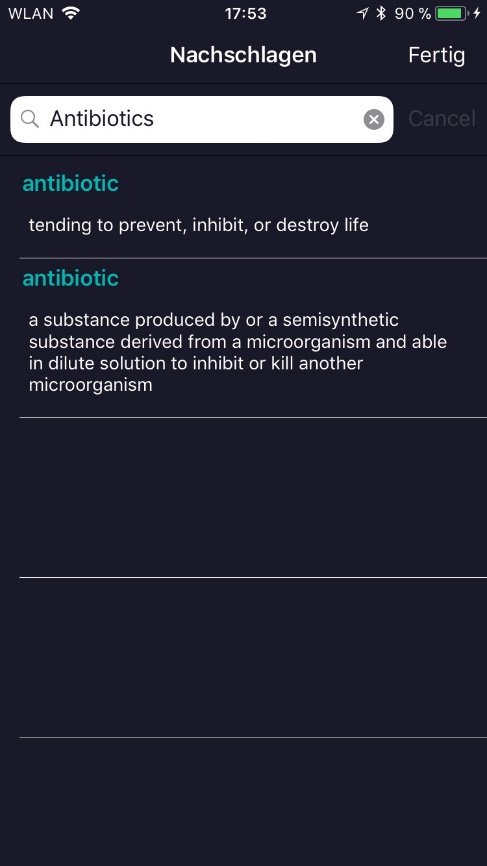 WLAN 17:53 90 %
Nachschlagen Fertig
Antibiotics Cancel
antibiotic
tending to prevent, inhibit, or destroy life
antibiotic
a substance produced by or a semisynthetic
substance derived from a microorganism and able
in dilute solution to inhibit or kill another
microorganism